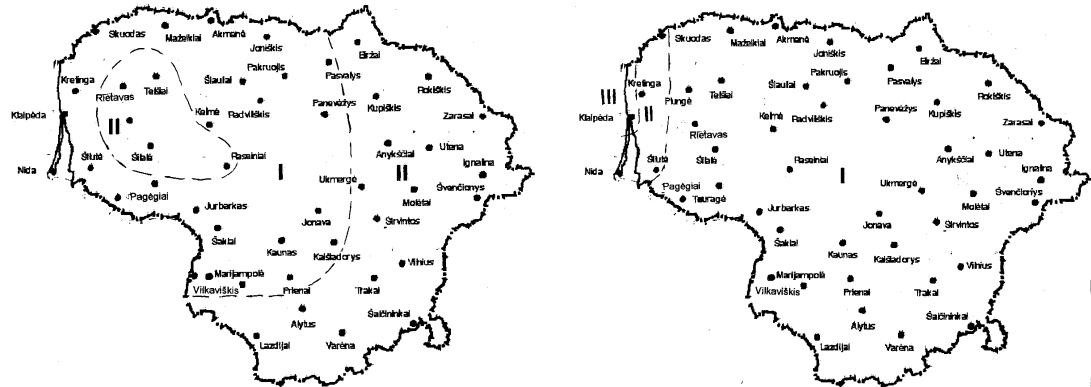 Skuodas
Mažeikiai
Akmenė
Joniškis
Biržai
Kretinga
Telšiai
Šiauliai
Pakruojis
Pasvalys
Rokiškis
Rietavas
Klaipėda
II
Kelmė
Radviliškis
Panevėžys
Kupiškis
Zarasai
Šilutė
Šilalė
Raseiniai
Anykščiai
Utena
Ignalina
Nida
I
II
Ukmergė
Švenčionys
Pagėgiai
Molėtai
Jurbarkas
Jonava
Širvintos
Šakiai
Kaunas
Kaišiadorys
Vilnius
Marijampolė
Vilkaviškis
Prienai
Trakai
Alytus
Šalčininkai
Lazdijai
Varėna
Skuodas
Mažeikiai
Akmenė
Joniškis
Biržai
Kretinga
Telšiai
Šiauliai
Pakruojis
Pasvalys
Rokiškis
III
Plungė
Klaipėda
II
Kelmė
Radviliškis
Panevėžys
Kupiškis
Zarasai
Rietavas
Šilutė
Šilalė
Raseiniai
Anykščiai
Utena
Ignalina
Nida
I
Pagėgiai
Tauragė
Ukmergė
Švenčioriys
Molėtai
Jurbarkas
Jonava
Širvintos
Šakiai
Kaunas
Kaišiadorys
Vilnius
Marijampolė
Vilkaviškis
Prienai
Trakai
Alytus
Šalčininkai
Lazdijai
Varėna